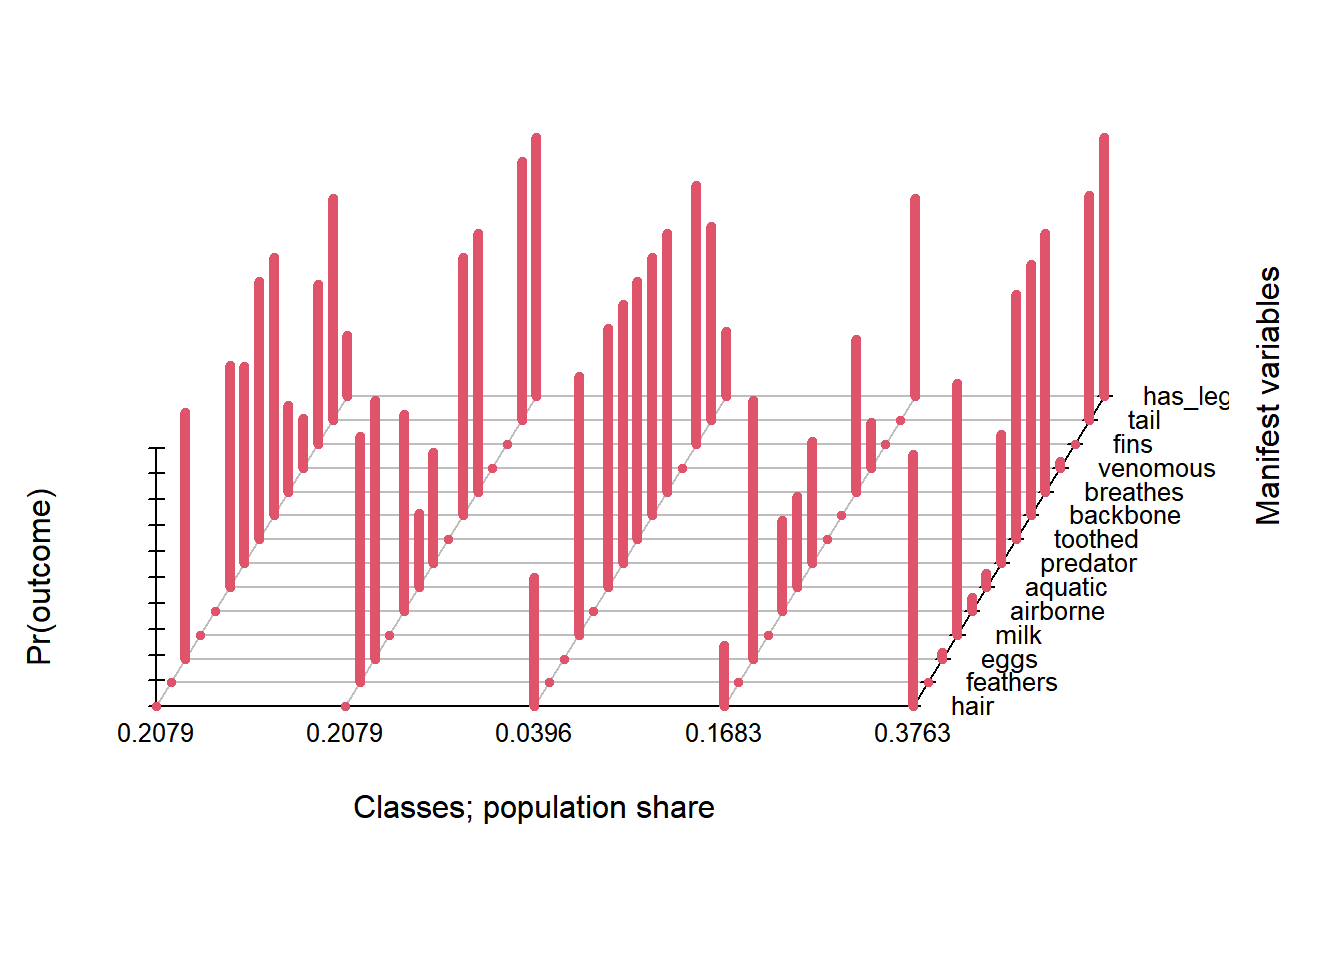 has_leg
tail
fins
venomous
breathes
backbone
toothed
predator
aquatic
airborne
milk
eggs
feathers
hair
Manifest variables
Pr(outcome)
0.2079 0.2079 0.0396 0.1683 0.3763
Classes; population share